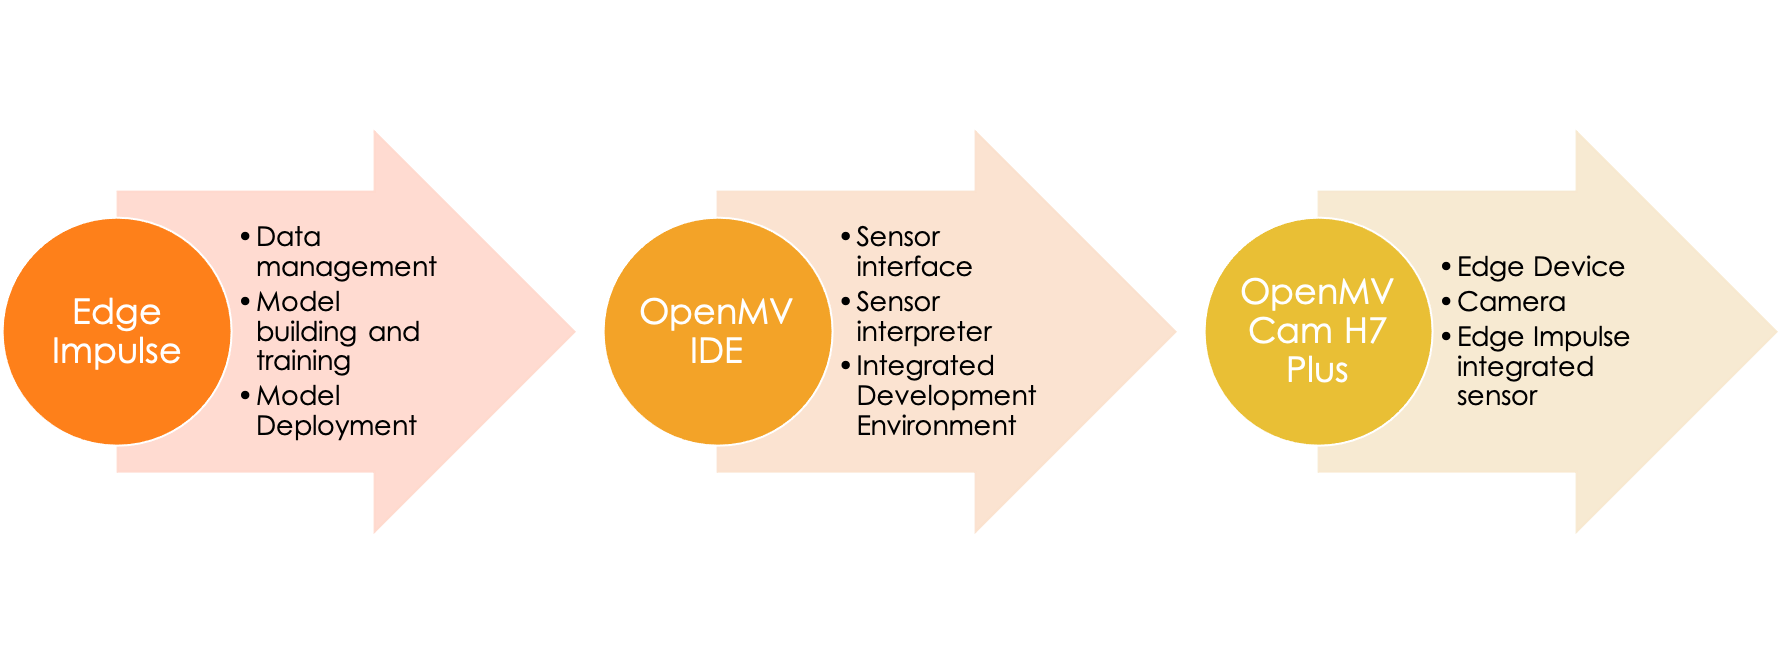 Edge
Impulse
• Data
management
• Model
building and
training
• Model
Deployment
OpenMV
IDE
• Sensor
interface
• Sensor
interpreter
• Integrated
Development
Environment
OpenMV
Cam H7
Plus
• Edge Device
• Camera
• Edge Impulse
integrated
sensor